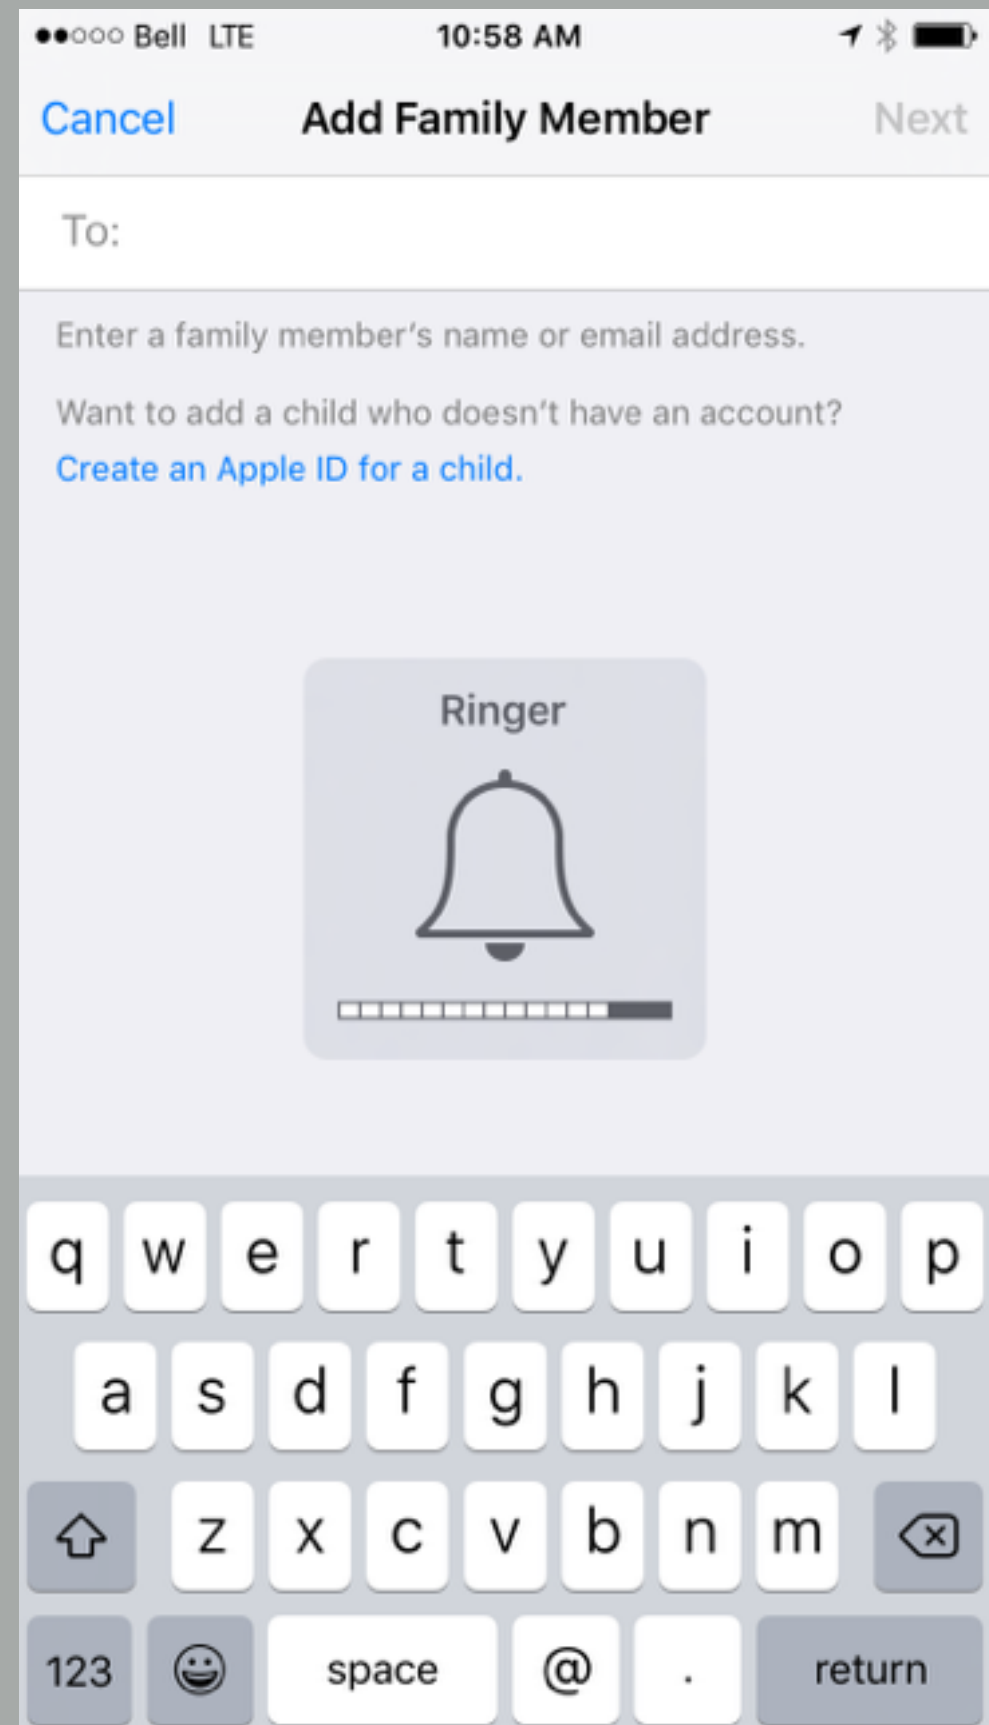 Bell LTE 10:58 AM
Cancel Add Family Member Next
To:
Enter a family member's name or email address.
Want to add a child who doesn't have an account?
Create an Apple ID for a child.
Ringer
q w e r t y u i o p
a s d f g h j k l
z x c v b n m
123 space @ . return